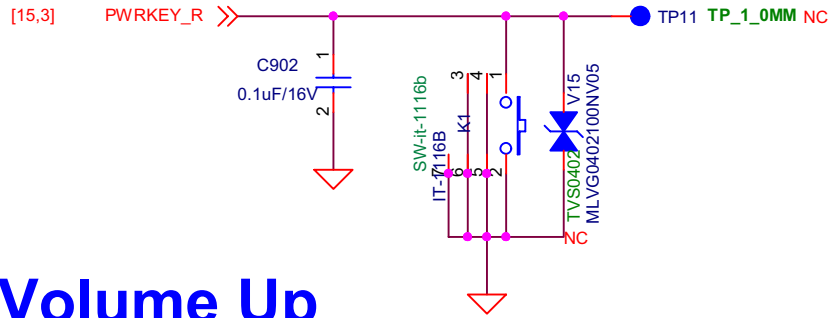 [15,3] PWRKEY_R TP11 TP_1_0MM NC
C902
0.1uF/16V
1
2
SW-it-1116b
IT-1116B
K1
3
4
1
7
6
5
2
V15
TVS0402
MLVG0402100NV05
NC
Volume Up